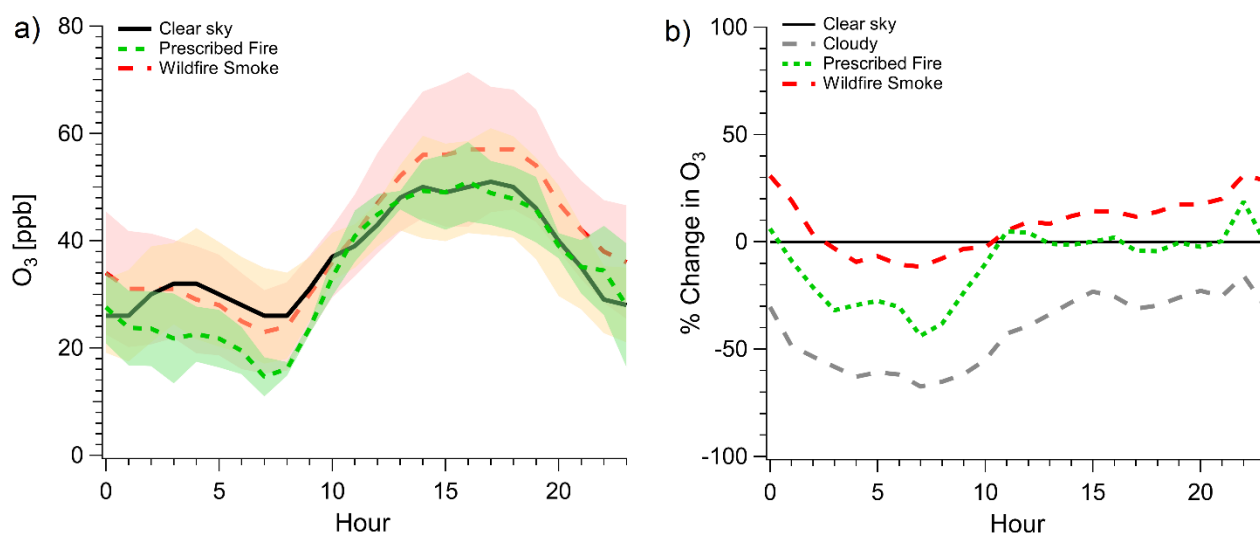 a)
Clear sky
Prescribed Fire
Wildfire Smoke
O3 [ppb]
80
60
40
20
0
0
5
10
15
20
Hour
b)
Clear sky
Cloudy
Prescribed Fire
Wildfire Smoke
% Change in O3
100
50
0
-50
-100
0
5
10
15
20
Hour